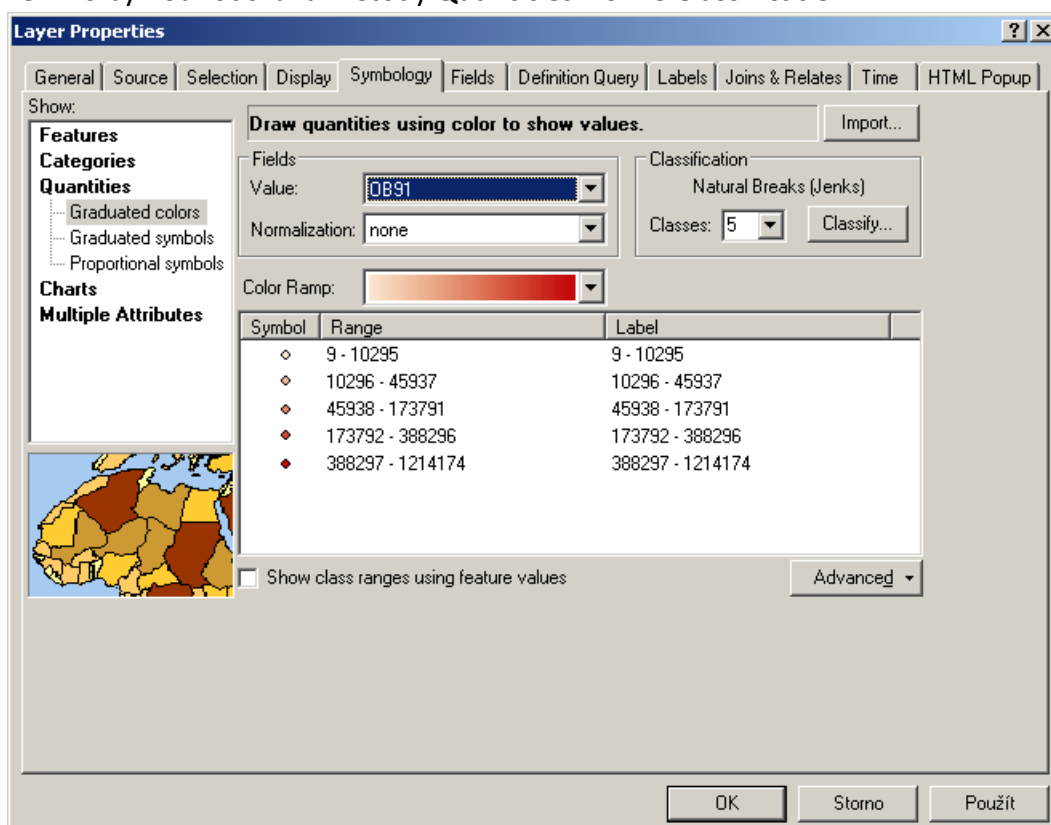 Layer Properties
General Source Selection Display Symbology Fields Definition Query Labels Joins & Relates Time HTML Popup
Show:
Features
Categories
Quantities
Graduated colors
Graduated symbols
Proportional symbols
Charts
Multiple Attributes
Draw quantities using color to show values.
Import...
Fields
Value: OB91
Normalization: none
Classification
Natural Breaks (Jenks)
Classes: 5 Classify...
Color Ramp:
Symbol Range Label
9 - 10295 9 - 10295
10296 - 45937 10296 - 45937
45938 - 173791 45938 - 173791
173792 - 388296 173792 - 388296
388297 - 1214174 388297 - 1214174
Show class ranges using feature values
Advanced
OK Storno Použít